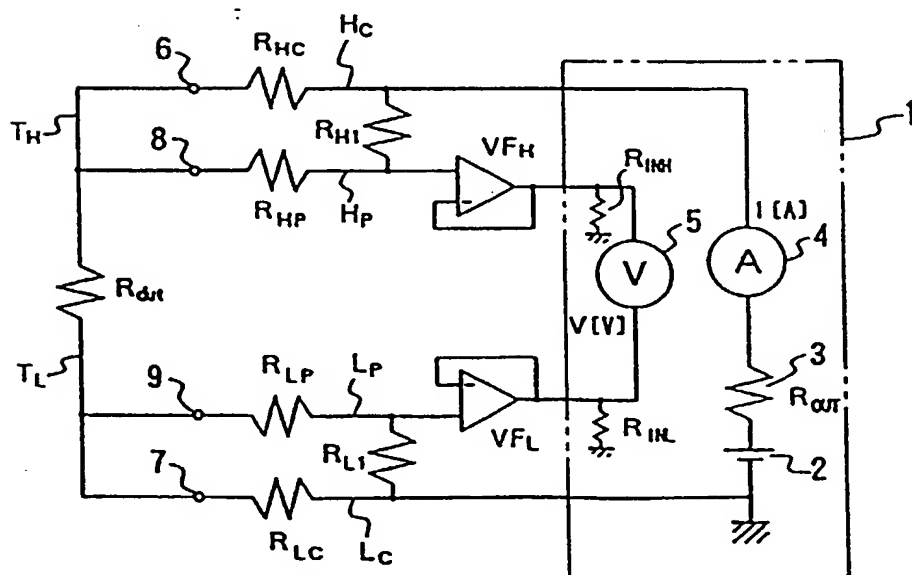 6
R_HC
H_C
1
T_H
8
R_H1
VF_H
R_INH
R_HP
H_P
5
I [A]
4
V
A
R_dut
V [V]
3
T_L
9
R_LP
L_P
R_OUT
VF_L
R_INL
7
R_L1
2
R_LC
L_C